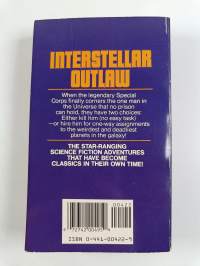 INTERSTELLAR
OUTLAW
When the legendary Special
Corps finally corners the one man in
the Universe that no prison
can hold, they have two choices:
Either kill him (no easy task)
—or hire him for one-way assignments
to the weirdest and deadliest
planets in the galaxy!
THE STAR-RANGING
SCIENCE FICTION ADVENTURES
THAT HAVE BECOME
CLASSICS IN THEIR OWN TIME!
00422
ISBN 0-441-00422-9